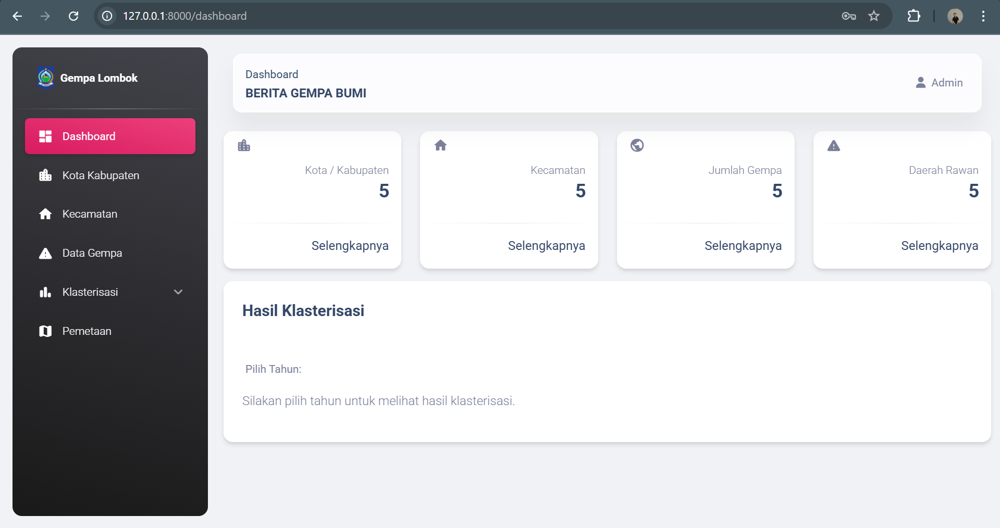 127.0.0.1:8000/dashboard
Gempa Lombok
Dashboard
Kota Kabupaten
Kecamatan
Data Gempa
Klasterisasi
Pemetaan
Dashboard
BERITA GEMPA BUMI
Admin
Kota / Kabupaten
5
Selengkapnya
Kecamatan
5
Selengkapnya
Jumlah Gempa
5
Selengkapnya
Daerah Rawan
5
Selengkapnya
Hasil Klasterisasi
Pilih Tahun:
Silakan pilih tahun untuk melihat hasil klasterisasi.